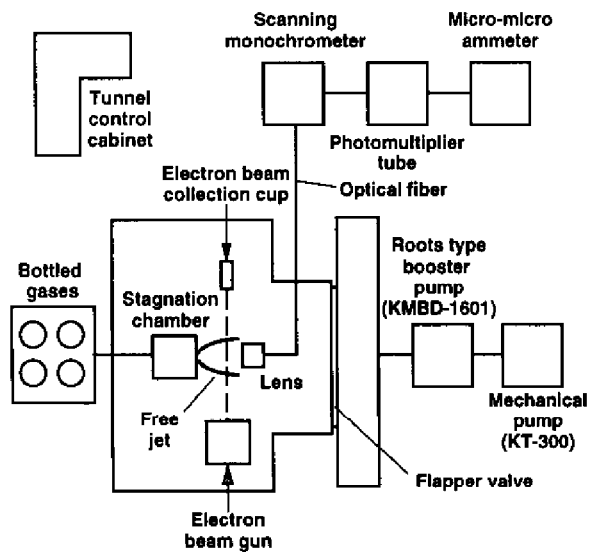 Scanning
monochrometer
Micro-micro
ammeter
Tunnel
control
cabinet
Photomultiplier
tube
Electron beam
collection cup
Optical fiber
Roots type
booster
pump
(KMBD-1601)
Bottled
gases
Stagnation
chamber
Lens
Free
jet
Mechanical
pump
(KT-300)
Flapper valve
Electron
beam gun